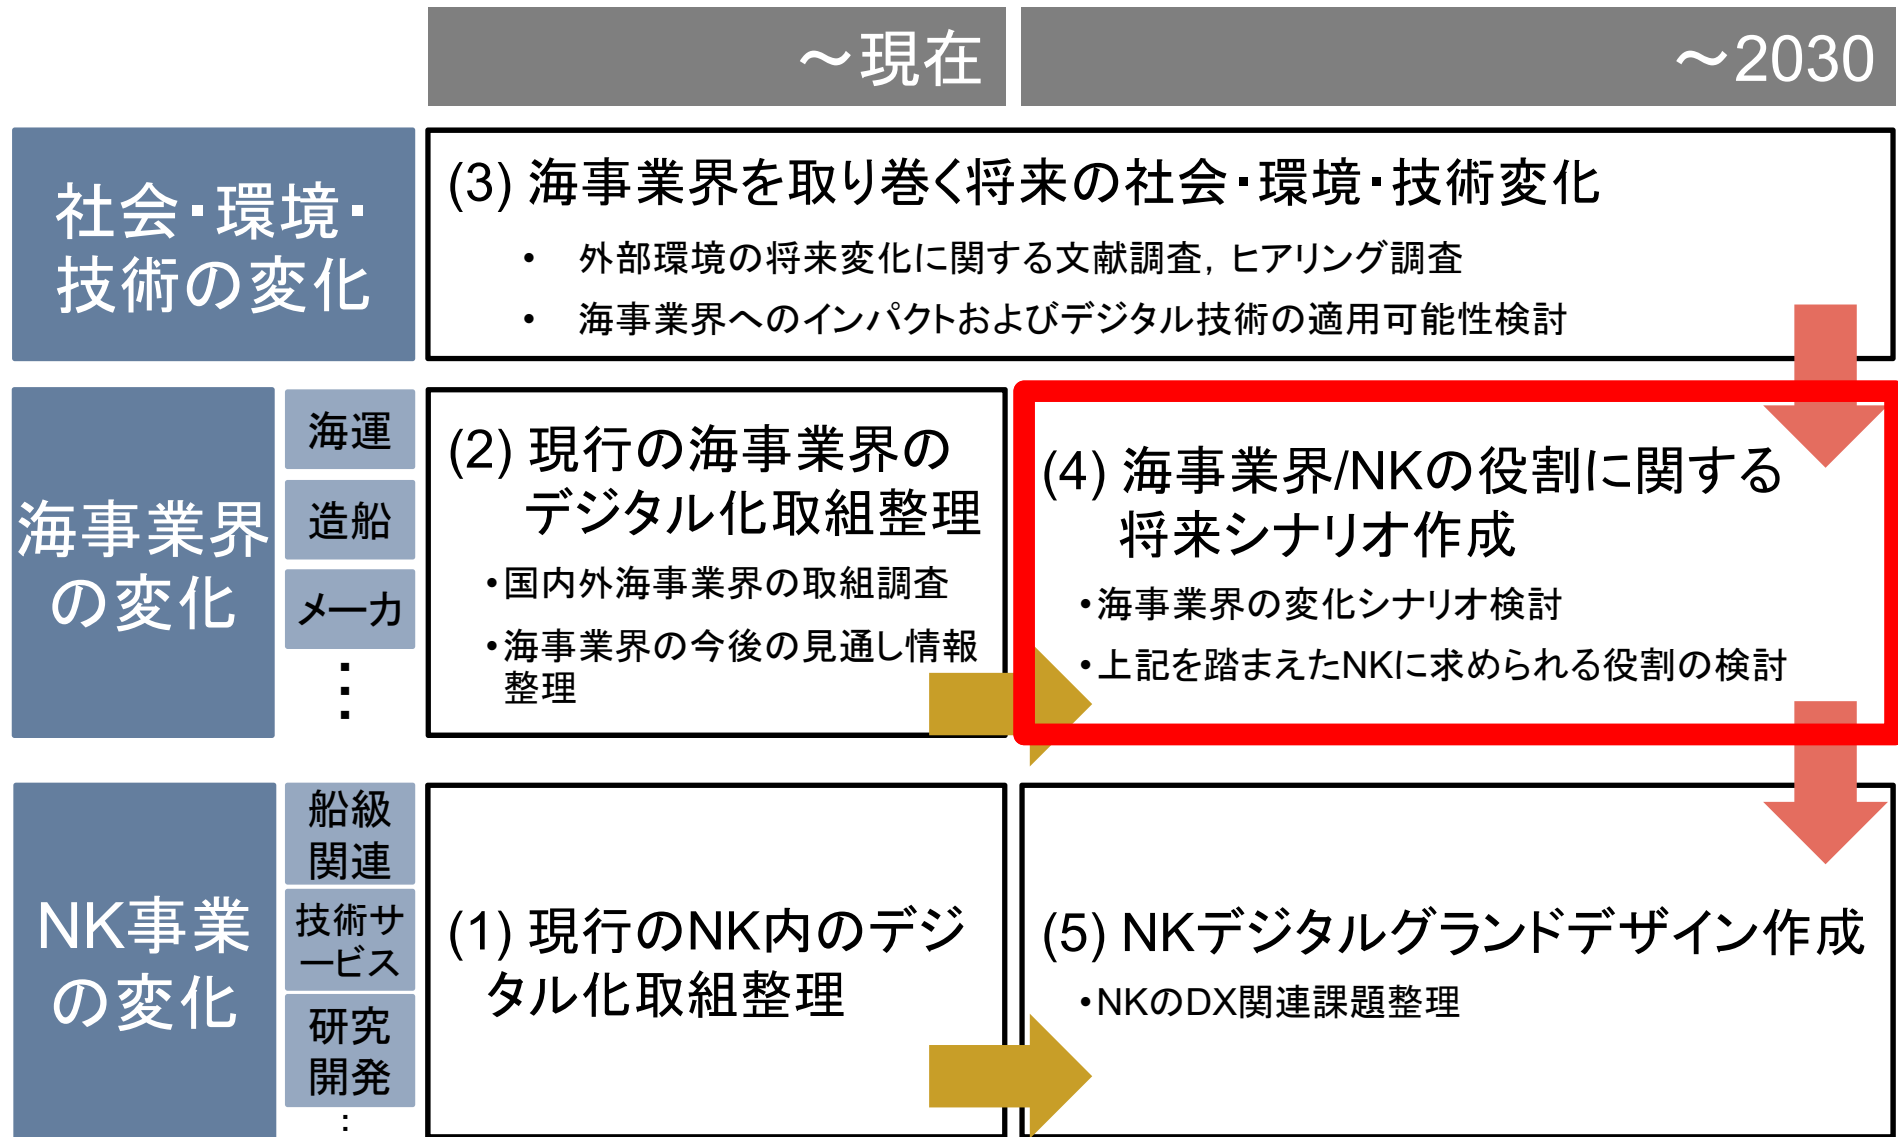 ～現在
～2030
社会・環境・
技術の変化
(3) 海事業界を取り巻く将来の社会・環境・技術変化
• 外部環境の将来変化に関する文献調査，ヒアリング調査
• 海事業界へのインパクトおよびデジタル技術の適用可能性検討
海事業界
の変化
海運
造船
メーカ
・・・
(2) 現行の海事業界の
デジタル化取組整理
•国内外海事業界の取組調査
•海事業界の今後の見通し情報
整理
(4) 海事業界/NKの役割に関する
将来シナリオ作成
•海事業界の変化シナリオ検討
•上記を踏まえたNKに求められる役割の検討
NK事業
の変化
船級
関連
技術サ
ービス
研究
開発
：
(1) 現行のNK内のデジ
タル化取組整理
(5) NKデジタルグランドデザイン作成
•NKのDX関連課題整理